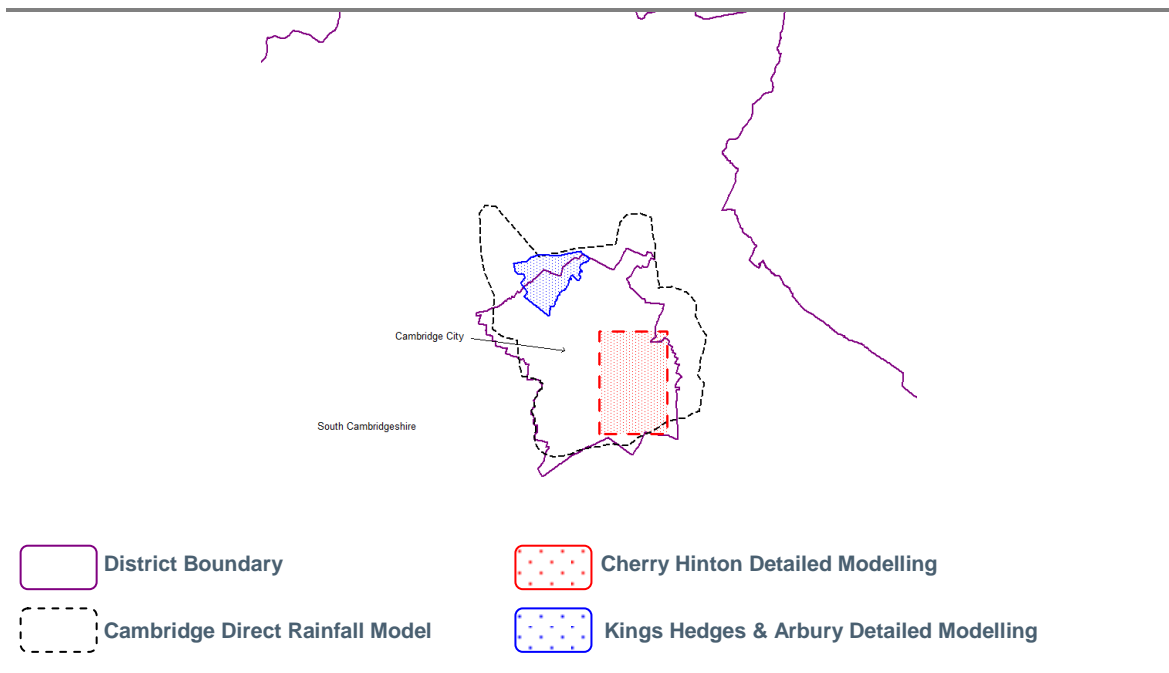 Cambridge City
South Cambridgeshire
District Boundary
Cherry Hinton Detailed Modelling
Cambridge Direct Rainfall Model
Kings Hedges & Arbury Detailed Modelling